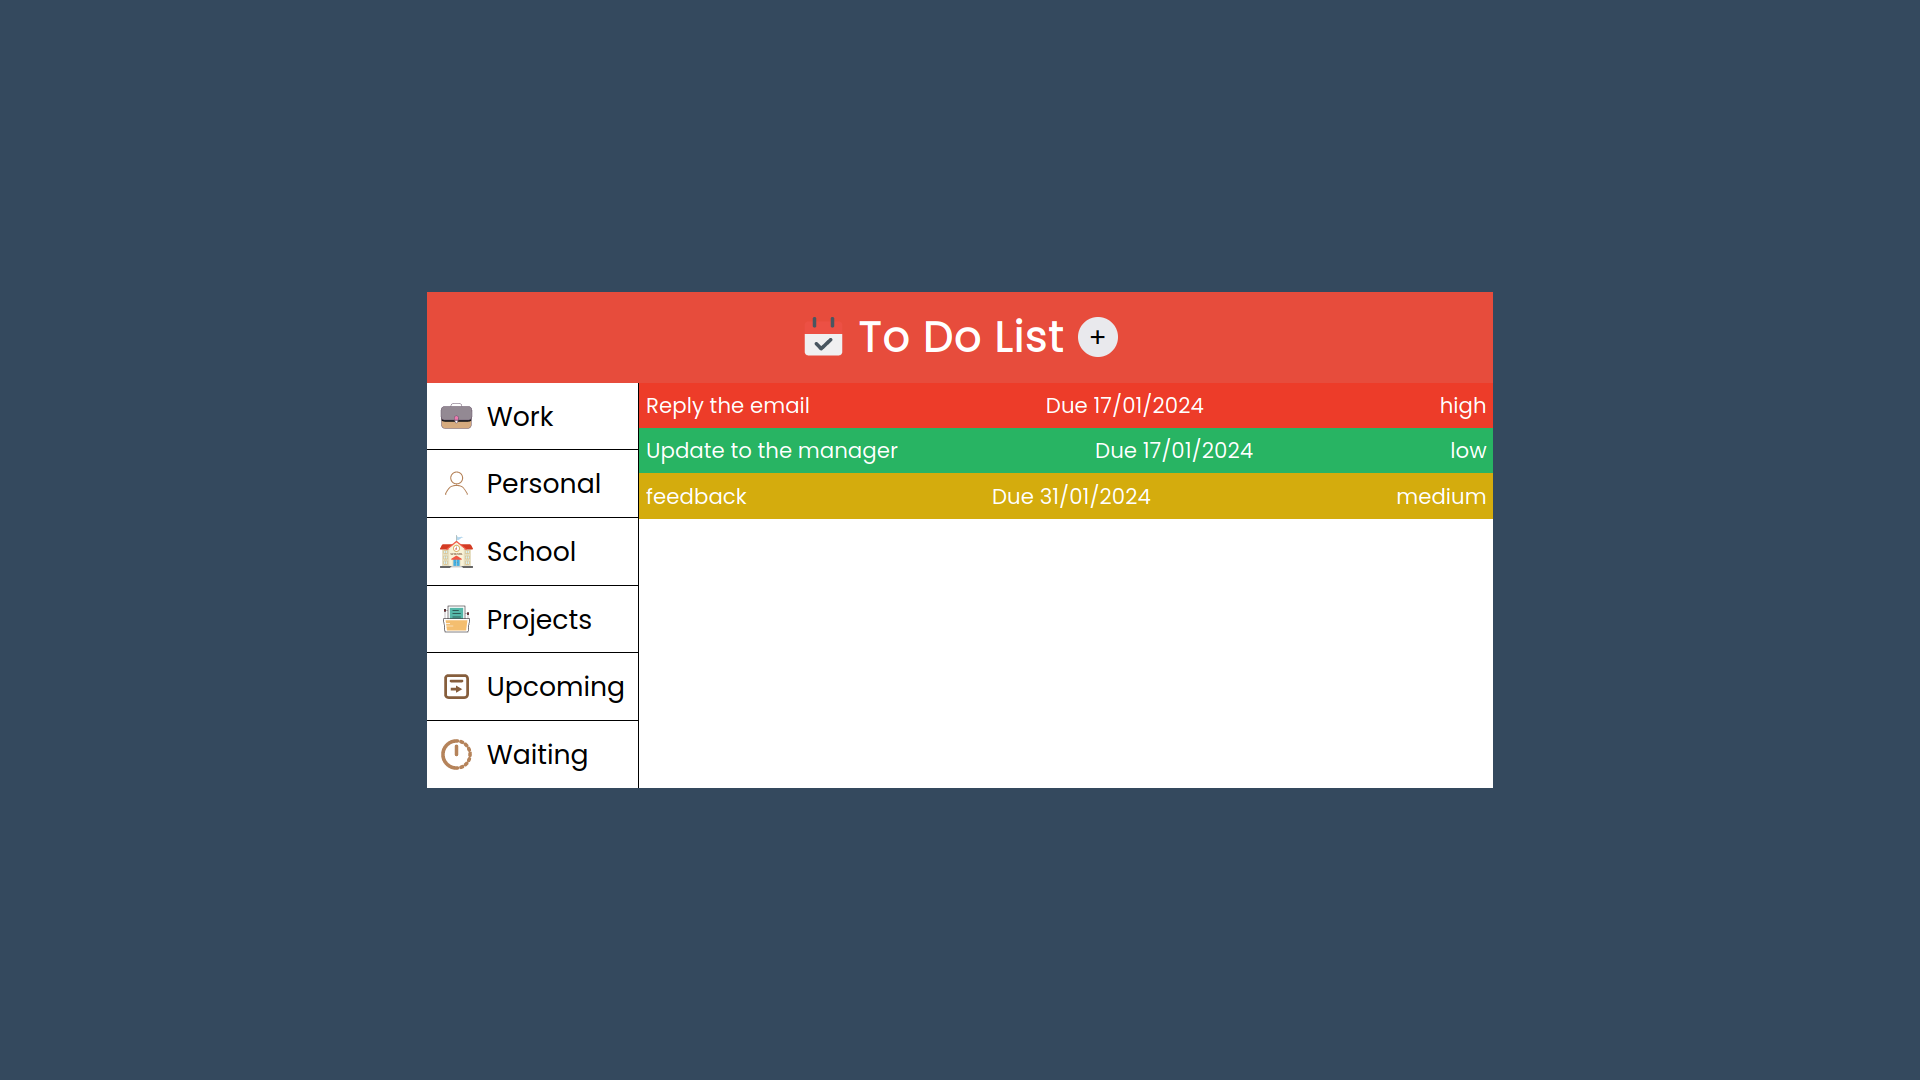 To Do List +
Work
Personal
School
Projects
Upcoming
Waiting
Reply the email Due 17/01/2024 high
Update to the manager Due 17/01/2024 low
feedback Due 31/01/2024 medium